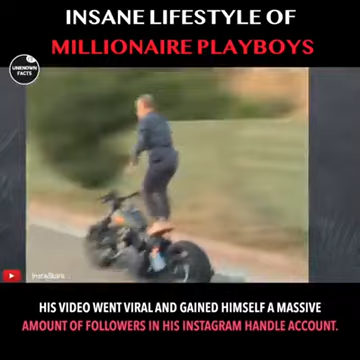 INSANE LIFESTYLE OF
MILLIONAIRE PLAYBOYS
UNKNOWN
FACTS
HIS VIDEO WENT VIRAL AND GAINED HIMSELF A MASSIVE
AMOUNT OF FOLLOWERS IN HIS INSTAGRAM HANDLE ACCOUNT.